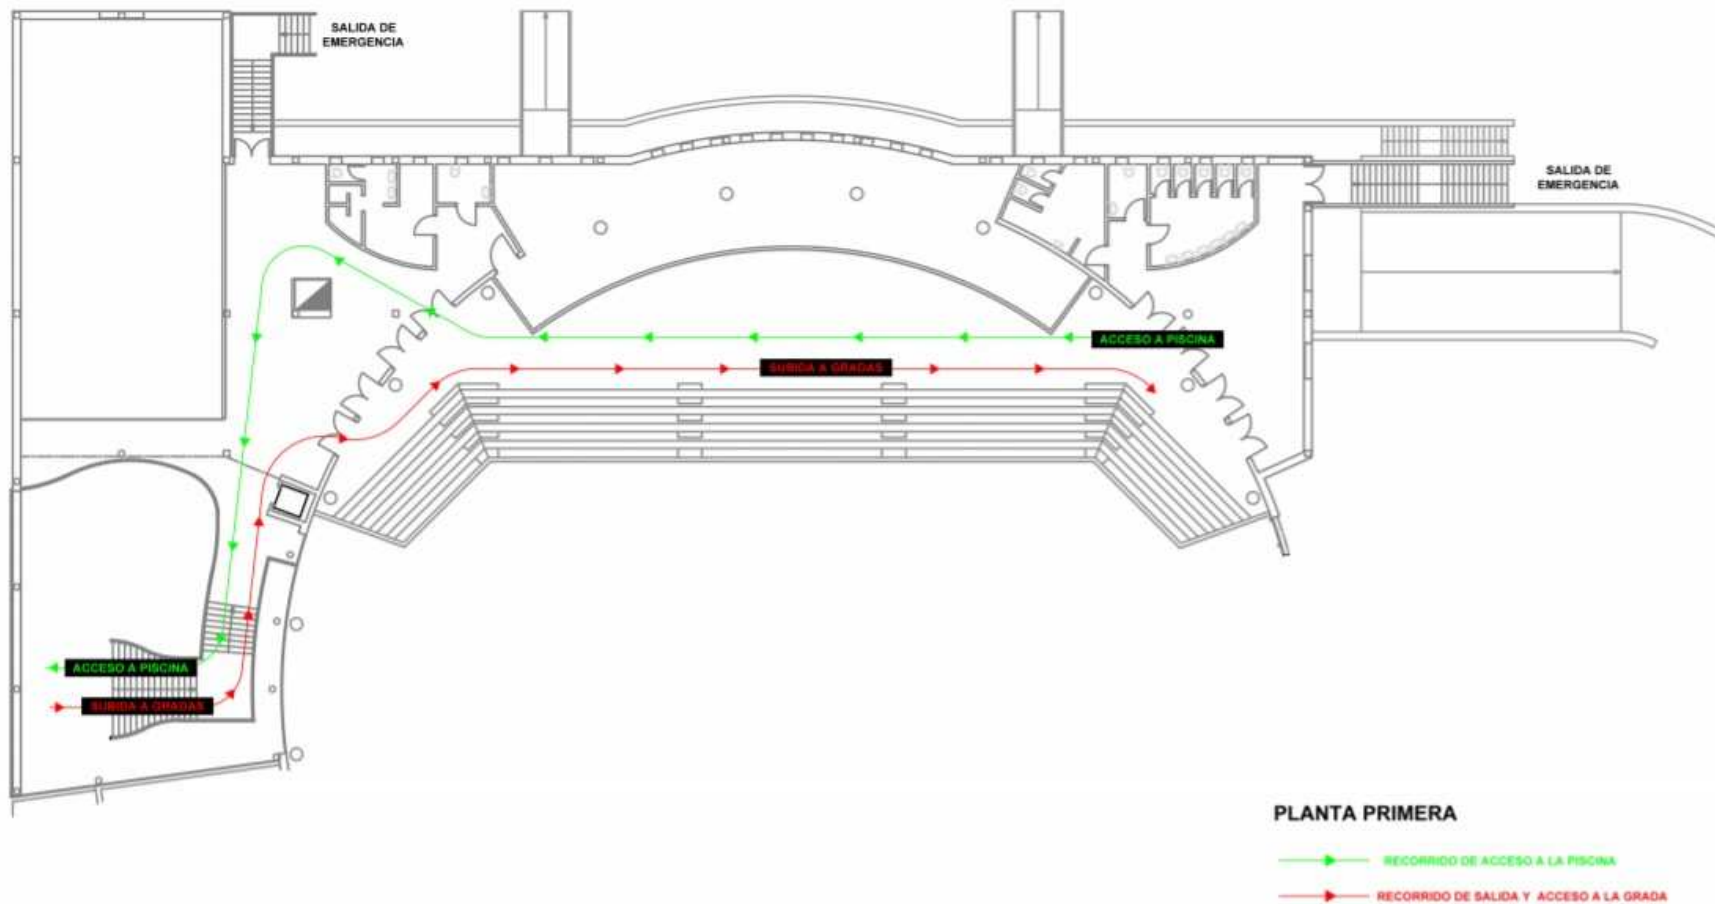 SALIDA DE
EMERGENCIA
SALIDA DE
EMERGENCIA
ACCESO A PISCINA
SUBIDA A GRADAS
ACCESO A PISCINA
SUBIDA A GRADAS
PLANTA PRIMERA
RECORRIDO DE ACCESO A LA PISCINA
RECORRIDO DE SALIDA Y ACCESO A LA GRADA